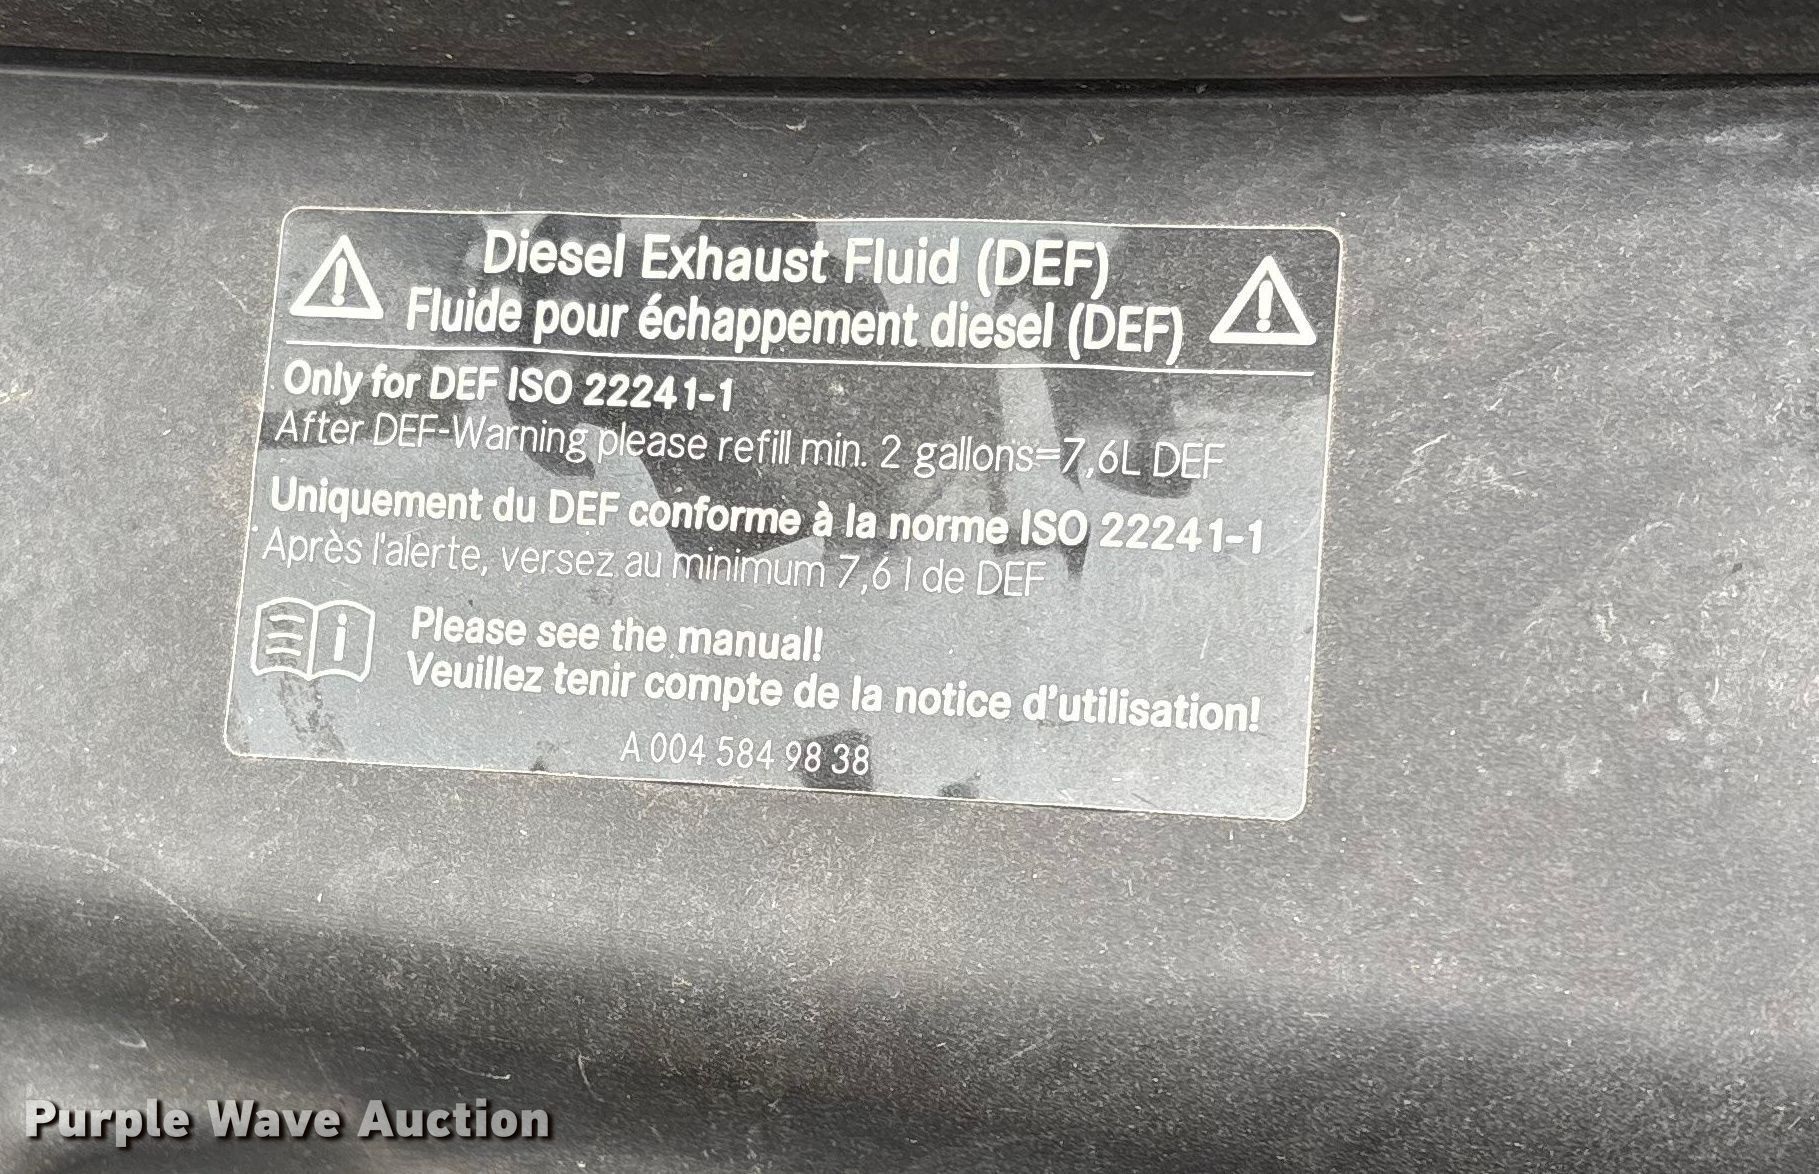 Diesel Exhaust Fluid (DEF)
Fluide pour échappement diesel (DEF)
Only for DEF ISO 22241-1
After DEF-Warning please refill min. 2 gallons=7,6L DEF
Uniquement du DEF conforme à la norme ISO 22241-1
Après l'alerte, versez au minimum 7,6 l de DEF
Please see the manual!
Veuillez tenir compte de la notice d'utilisation!
A 004 584 98 38
Purple Wave Auction